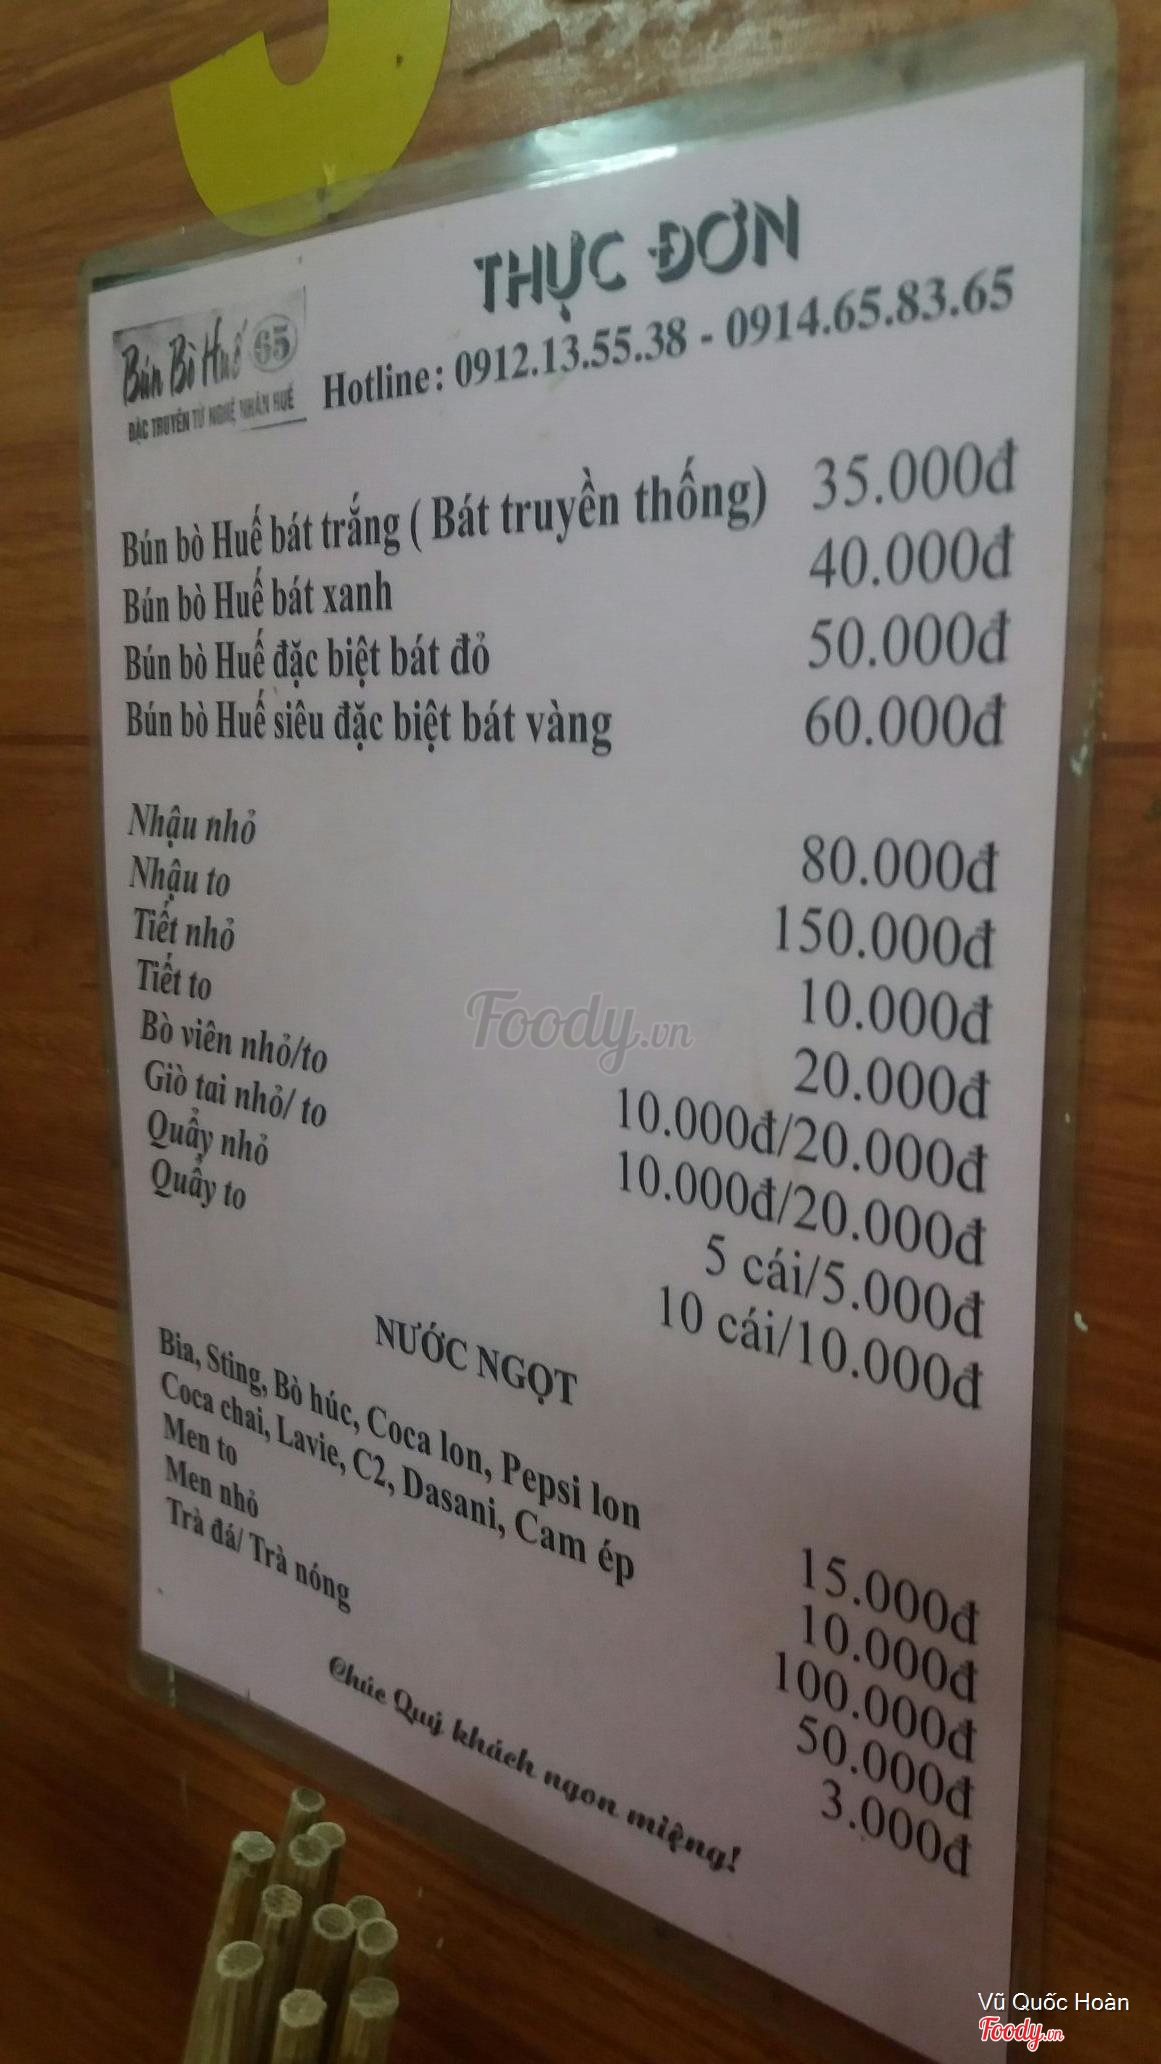 THỰC ĐƠN
Bún Bò Huế 65
ĐẶC TRUYỀN TỪ NGHỆ NHÂN HUẾ
Hotline: 0912.13.55.38 - 0914.65.83.65
Bún bò Huế bát trắng ( Bát truyền thống) 35.000đ
Bún bò Huế bát xanh 40.000đ
Bún bò Huế đặc biệt bát đỏ 50.000đ
Bún bò Huế siêu đặc biệt bát vàng 60.000đ
Nhậu nhỏ 80.000đ
Nhậu to 150.000đ
Tiết nhỏ 10.000đ
Tiết to 20.000đ
Bò viên nhỏ/to 10.000đ/20.000đ
Giò tai nhỏ/ to 10.000đ/20.000đ
Quẩy nhỏ 5 cái/5.000đ
Quẩy to 10 cái/10.000đ
NƯỚC NGỌT
Bia, Sting, Bò húc, Coca lon, Pepsi lon 15.000đ
Coca chai, Lavie, C2, Dasani, Cam ép 10.000đ
Men to 100.000đ
Men nhỏ 50.000đ
Trà đá/ Trà nóng 3.000đ
Chúc Quý khách ngon miệng!
Foody.vn
Vũ Quốc Hoàn
Foody.vn